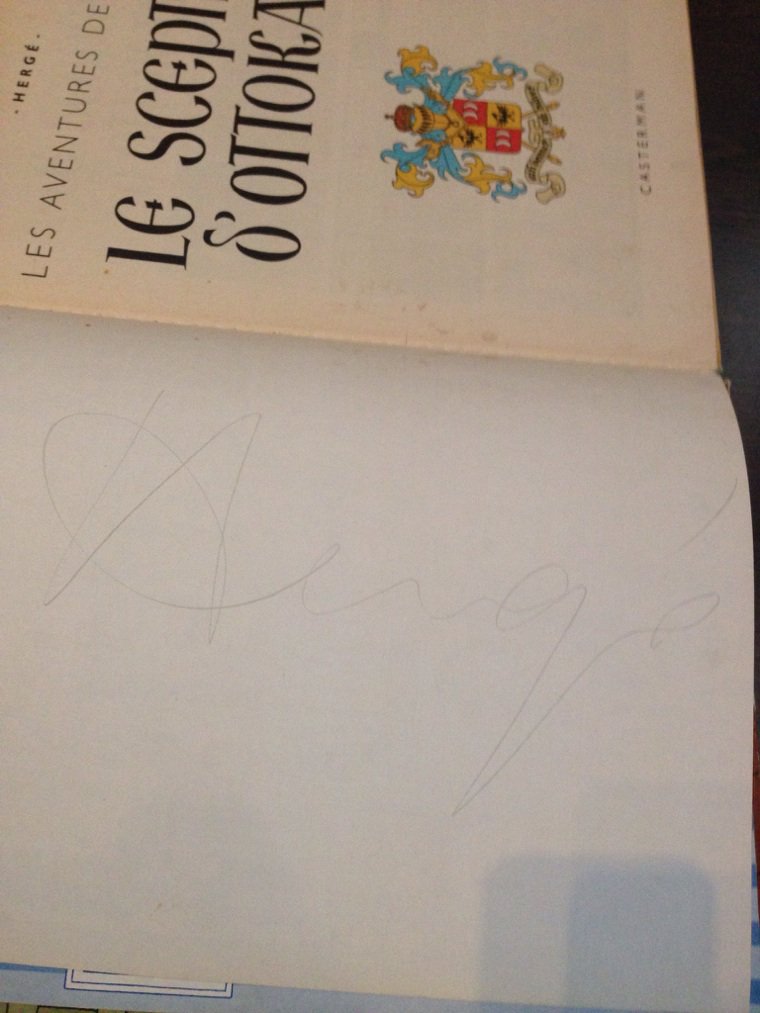 · HERGÉ ·
LES AVENTURES DE
LE SCEPT
D'OTTOKA
CASTERMAN
Hergé